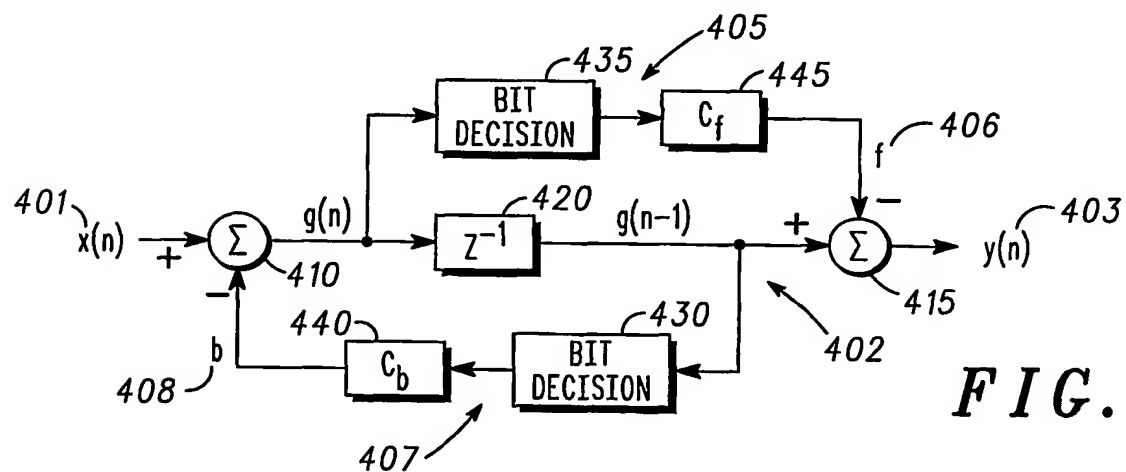 435
405
445
BIT
DECISION
C_f
f
406
401
x(n)
+
Σ
410
g(n)
420
Z⁻¹
g(n-1)
+
−
Σ
415
y(n)
403
−
b
408
440
C_b
430
BIT
DECISION
407
402
FIG.